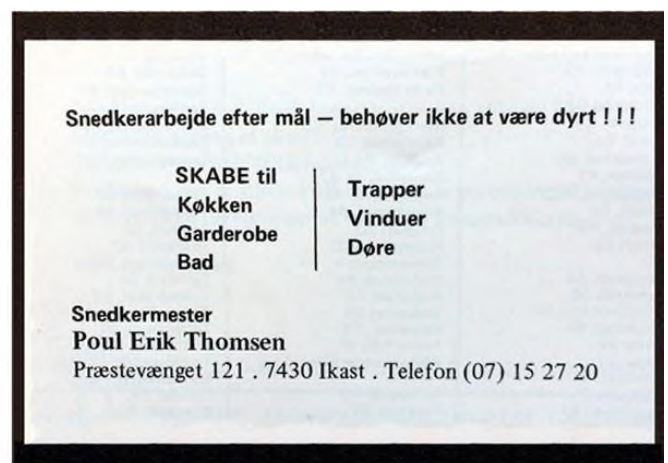 Snedkerarbejde efter mål — behøver ikke at være dyrt ! ! !
SKABE til
Køkken
Garderobe
Bad
Trapper
Vinduer
Døre
Snedkermester
Poul Erik Thomsen
Præstevænget 121 . 7430 Ikast . Telefon (07) 15 27 20